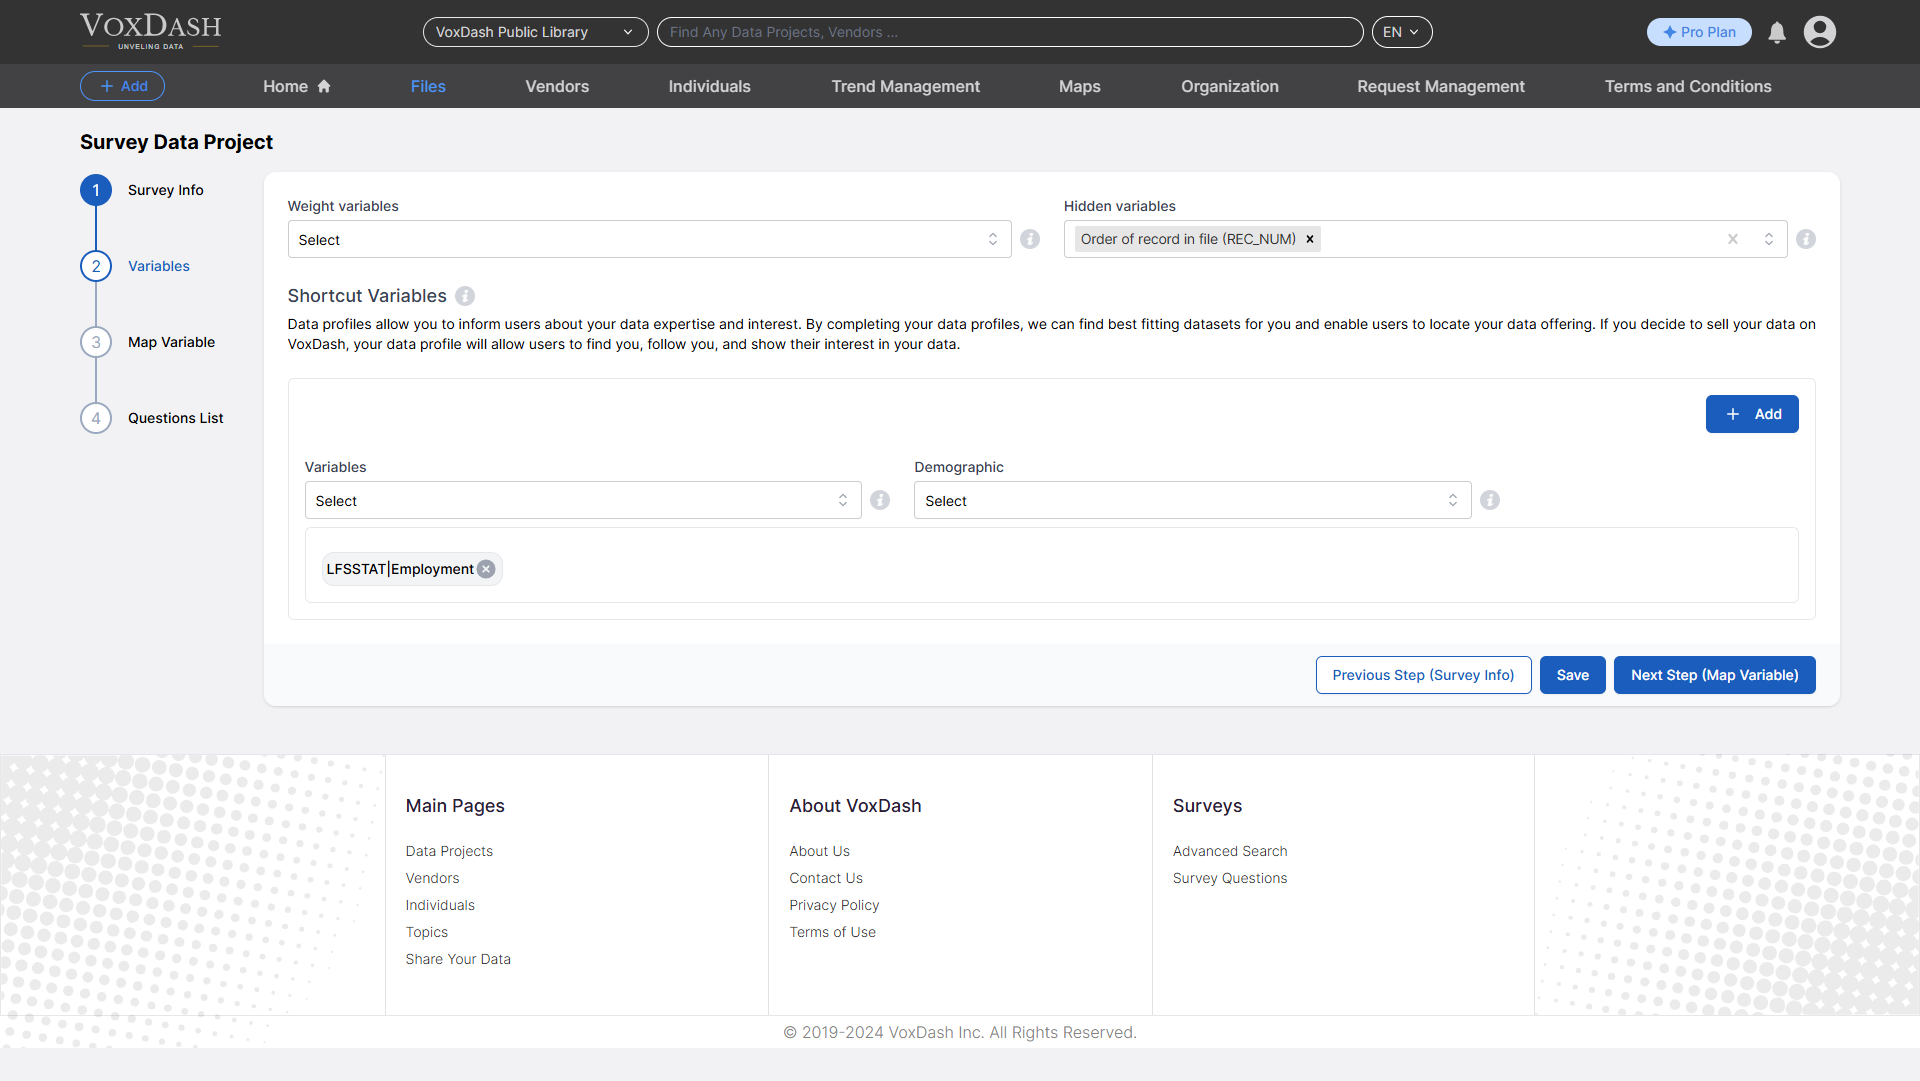 VOXDASH
UNVELING DATA
VoxDash Public Library
Find Any Data Projects, Vendors ...
EN
Pro Plan
Add
Home
Files
Vendors
Individuals
Trend Management
Maps
Organization
Request Management
Terms and Conditions
Survey Data Project
1
Survey Info
2
Variables
3
Map Variable
4
Questions List
Weight variables
Select
Hidden variables
Order of record in file (REC_NUM)
Shortcut Variables
Data profiles allow you to inform users about your data expertise and interest. By completing your data profiles, we can find best fitting datasets for you and enable users to locate your data offering. If you decide to sell your data on
VoxDash, your data profile will allow users to find you, follow you, and show their interest in your data.
Add
Variables
Select
Demographic
Select
LFSSTAT|Employment
Previous Step (Survey Info)
Save
Next Step (Map Variable)
Main Pages
Data Projects
Vendors
Individuals
Topics
Share Your Data
About VoxDash
About Us
Contact Us
Privacy Policy
Terms of Use
Surveys
Advanced Search
Survey Questions
© 2019-2024 VoxDash Inc. All Rights Reserved.